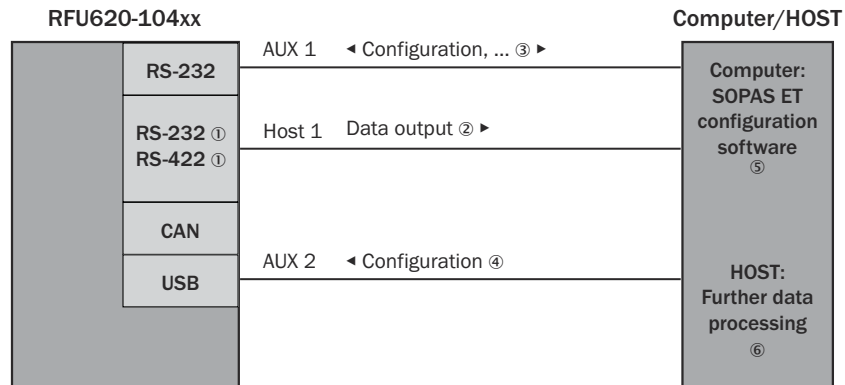 RFU620-104xx
Computer/HOST
AUX 1 ◄ Configuration, ... ③ ►
RS-232
RS-232 ①
RS-422 ①
Host 1 Data output ② ►
CAN
USB
AUX 2 ◄ Configuration ④
Computer:
SOPAS ET
configuration
software
⑤
HOST:
Further data
processing
⑥